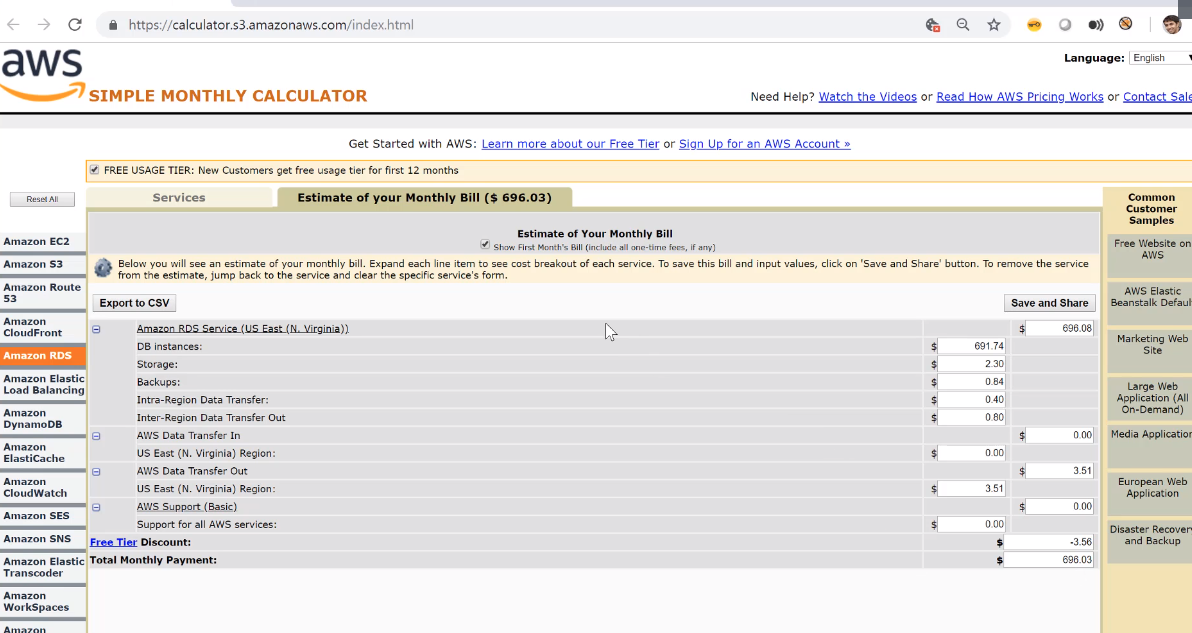 https://calculator.s3.amazonaws.com/index.html
aws
Language: English
SIMPLE MONTHLY CALCULATOR
Need Help? Watch the Videos or Read How AWS Pricing Works or Contact Sale
Get Started with AWS: Learn more about our Free Tier or Sign Up for an AWS Account »
FREE USAGE TIER: New Customers get free usage tier for first 12 months
Reset All
Services
Estimate of your Monthly Bill ($ 696.03)
Common
Customer
Samples
Amazon EC2
Amazon S3
Amazon Route
53
Amazon
CloudFront
Amazon RDS
Amazon Elastic
Load Balancing
Amazon
DynamoDB
Amazon
ElastiCache
Amazon
CloudWatch
Amazon SES
Amazon SNS
Amazon Elastic
Transcoder
Amazon
WorkSpaces
Amazon
Estimate of Your Monthly Bill
Show First Month's Bill (include all one-time fees, if any)
Below you will see an estimate of your monthly bill. Expand each line item to see cost breakout of each service. To save this bill and input values, click on 'Save and Share' button. To remove the service
from the estimate, jump back to the service and clear the specific service's form.
Export to CSV
Save and Share
Amazon RDS Service (US East (N. Virginia)) $ 696.08
DB instances: $ 691.74
Storage: $ 2.30
Backups: $ 0.84
Intra-Region Data Transfer: $ 0.40
Inter-Region Data Transfer Out $ 0.80
AWS Data Transfer In $ 0.00
US East (N. Virginia) Region: $ 0.00
AWS Data Transfer Out $ 3.51
US East (N. Virginia) Region: $ 3.51
AWS Support (Basic) $ 0.00
Support for all AWS services: $ 0.00
Free Tier Discount: $ -3.56
Total Monthly Payment: $ 696.03
Free Website on
AWS
AWS Elastic
Beanstalk Defaul
Marketing Web
Site
Large Web
Application (All
On-Demand)
Media Application
European Web
Application
Disaster Recovery
and Backup